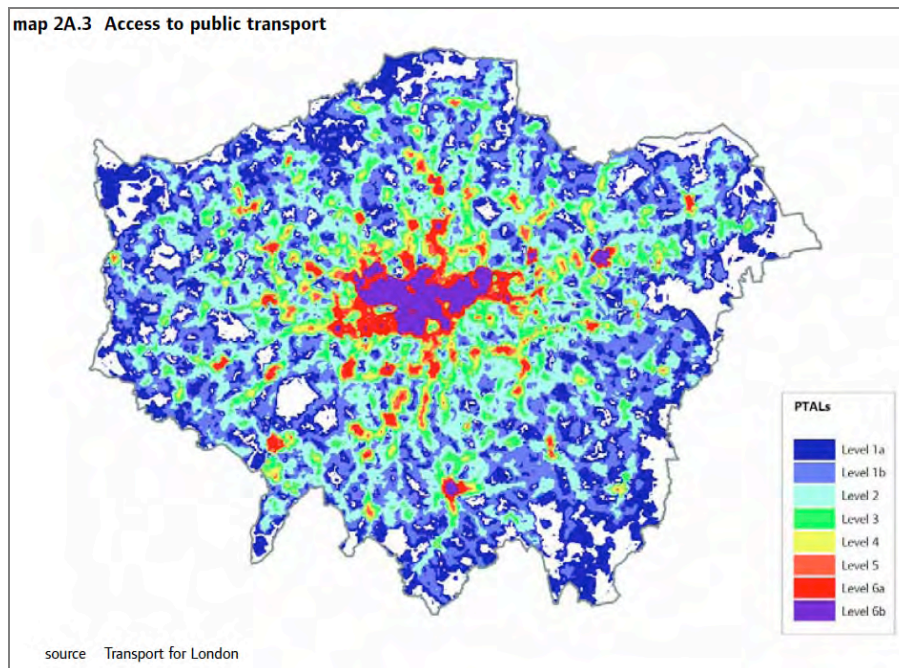 map 2A.3 Access to public transport
PTALs
Level 1a
Level 1b
Level 2
Level 3
Level 4
Level 5
Level 6a
Level 6b
source Transport for London